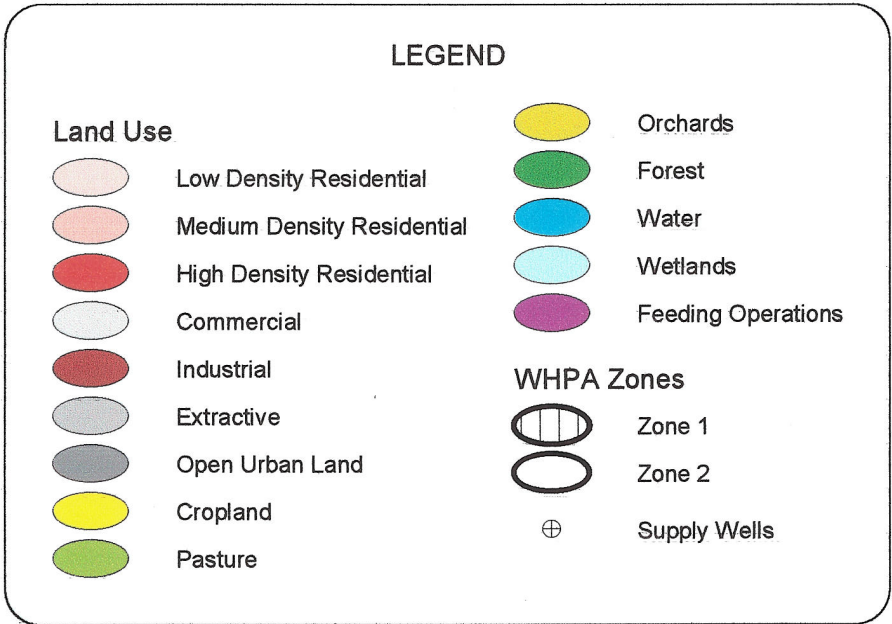 LEGEND
Land Use
Low Density Residential
Medium Density Residential
High Density Residential
Commercial
Industrial
Extractive
Open Urban Land
Cropland
Pasture
Orchards
Forest
Water
Wetlands
Feeding Operations
WHPA Zones
Zone 1
Zone 2
Supply Wells